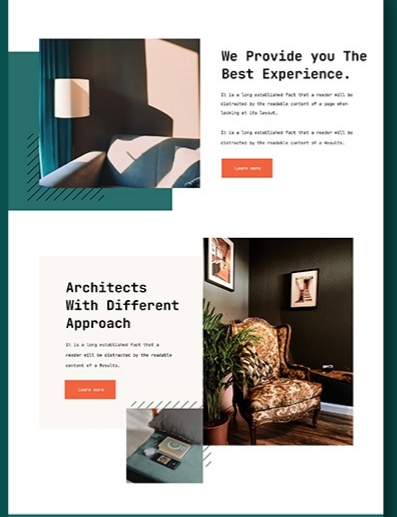 We Provide you The
Best Experience.
It is a long established fact that a reader will be
distracted by the readable content of a page when
looking at its layout.
It is a long established fact that a reader will be
distracted by the readable content of a Results.
Learn more
Architects
With Different
Approach
It is a long established fact that a
reader will be distracted by the readable
content of a Results.
Learn more